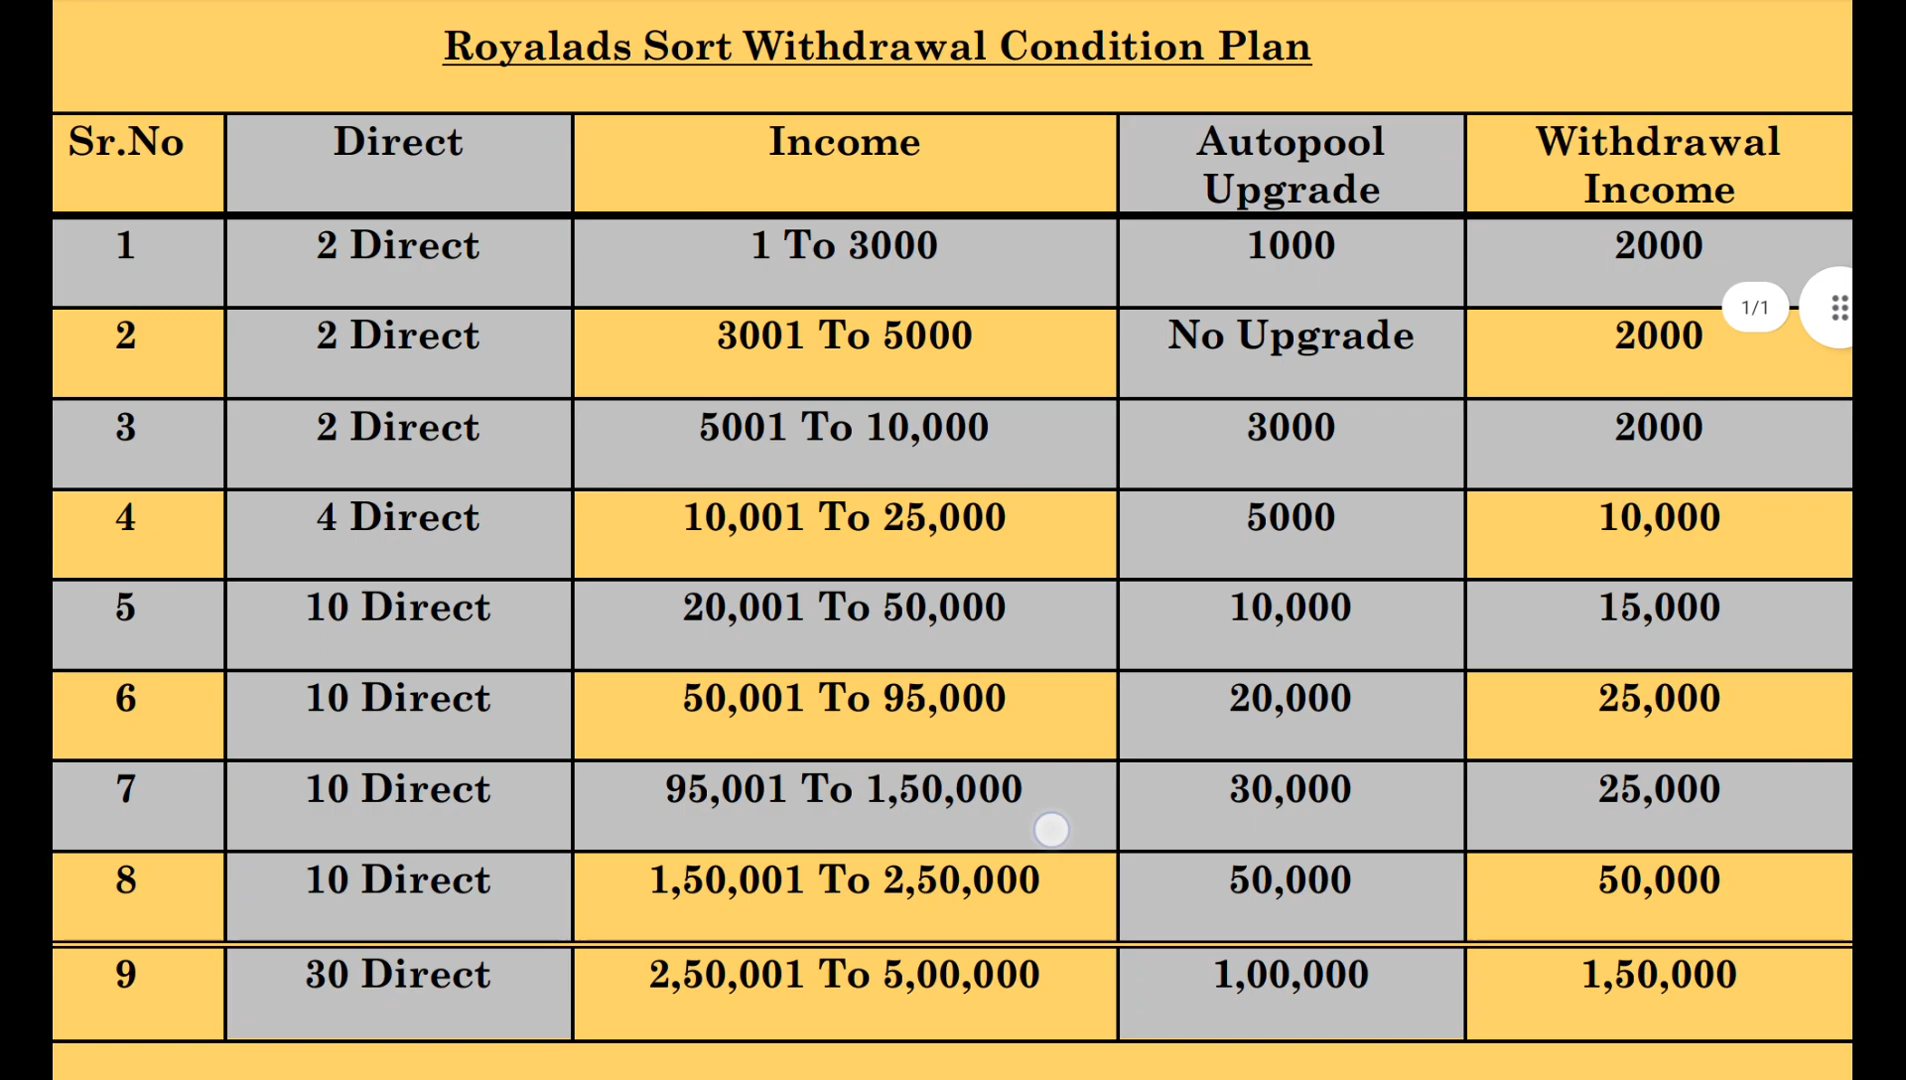 Royalads Sort Withdrawal Condition Plan
Sr.No Direct Income Autopool Upgrade Withdrawal Income
1 2 Direct 1 To 3000 1000 2000
1/1
2 2 Direct 3001 To 5000 No Upgrade 2000
3 2 Direct 5001 To 10,000 3000 2000
4 4 Direct 10,001 To 25,000 5000 10,000
5 10 Direct 20,001 To 50,000 10,000 15,000
6 10 Direct 50,001 To 95,000 20,000 25,000
7 10 Direct 95,001 To 1,50,000 30,000 25,000
8 10 Direct 1,50,001 To 2,50,000 50,000 50,000
9 30 Direct 2,50,001 To 5,00,000 1,00,000 1,50,000